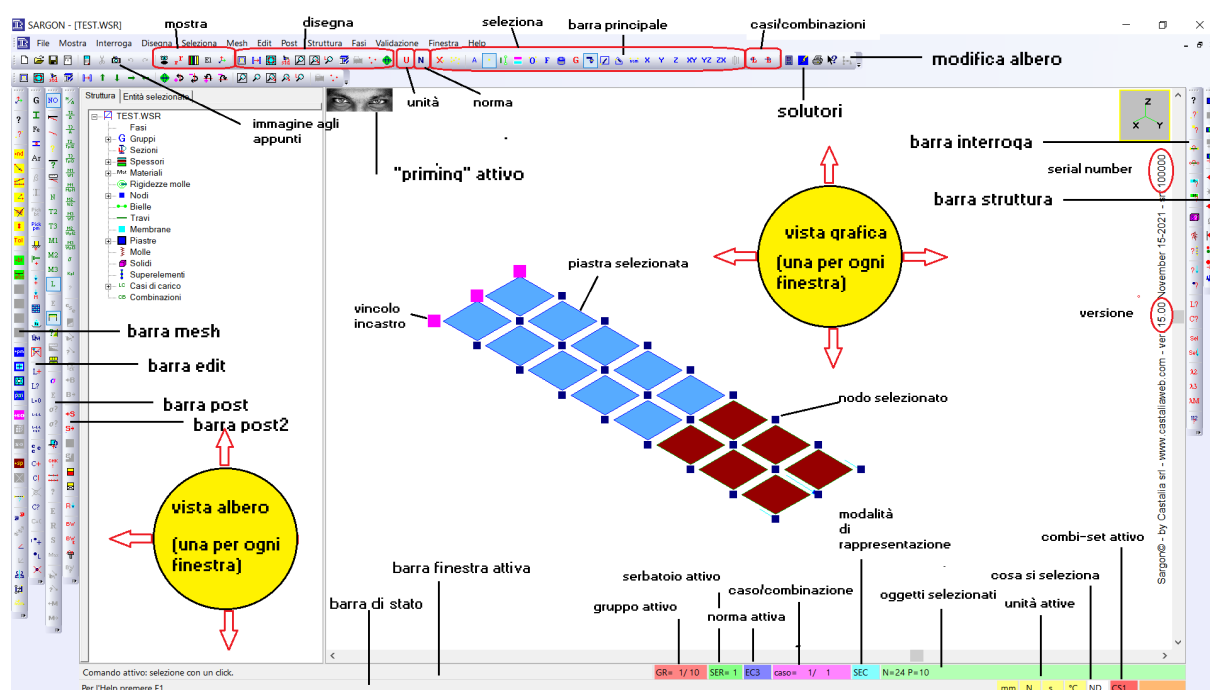 SARGON - [TEST.WSR]
mostra
disegna
seleziona
barra principale
casi/combinazioni
File Mostra Interroga Disegna Seleziona Mesh Edit Post Struttura Fasi Validazione Finestra Help
modifica albero
unità
norma
solutori
immagine agli
appunti
"priming" attivo
Struttura
Entità selezionate
TEST.WSR
Fasi
Gruppi
Sezioni
Spessori
Materiali
Rigidezze molle
Nodi
Bielle
Travi
Membrane
Piastre
Molle
Solidi
Superelementi
Casi di carico
Combinazioni
Z
X Y
barra interroga
serial number
barra struttura
vista grafica
(una per ogni
finestra)
piastra selezionata
vincolo
incastro
versione
Sargon© - by Castalia srl - www.castaliaweb.com - ver. 15.00 November 15-2021 - sn. 100000
barra mesh
barra edit
barra post
barra post2
nodo selezionato
vista albero
(una per ogni
finestra)
modalità
di
rappresentazione
combi-set attivo
barra finestra attiva
serbatoio attivo
caso/combinazione
cosa si seleziona
oggetti selezionati
unità attive
barra di stato
gruppo attivo
norma attiva
Comando attivo: selezione con un click.
GR= 1/ 10 SER= 1 EC3 caso= 1/ 1 SEC N=24 P=10
Per l'Help premere F1
mm N s °C ND CS1